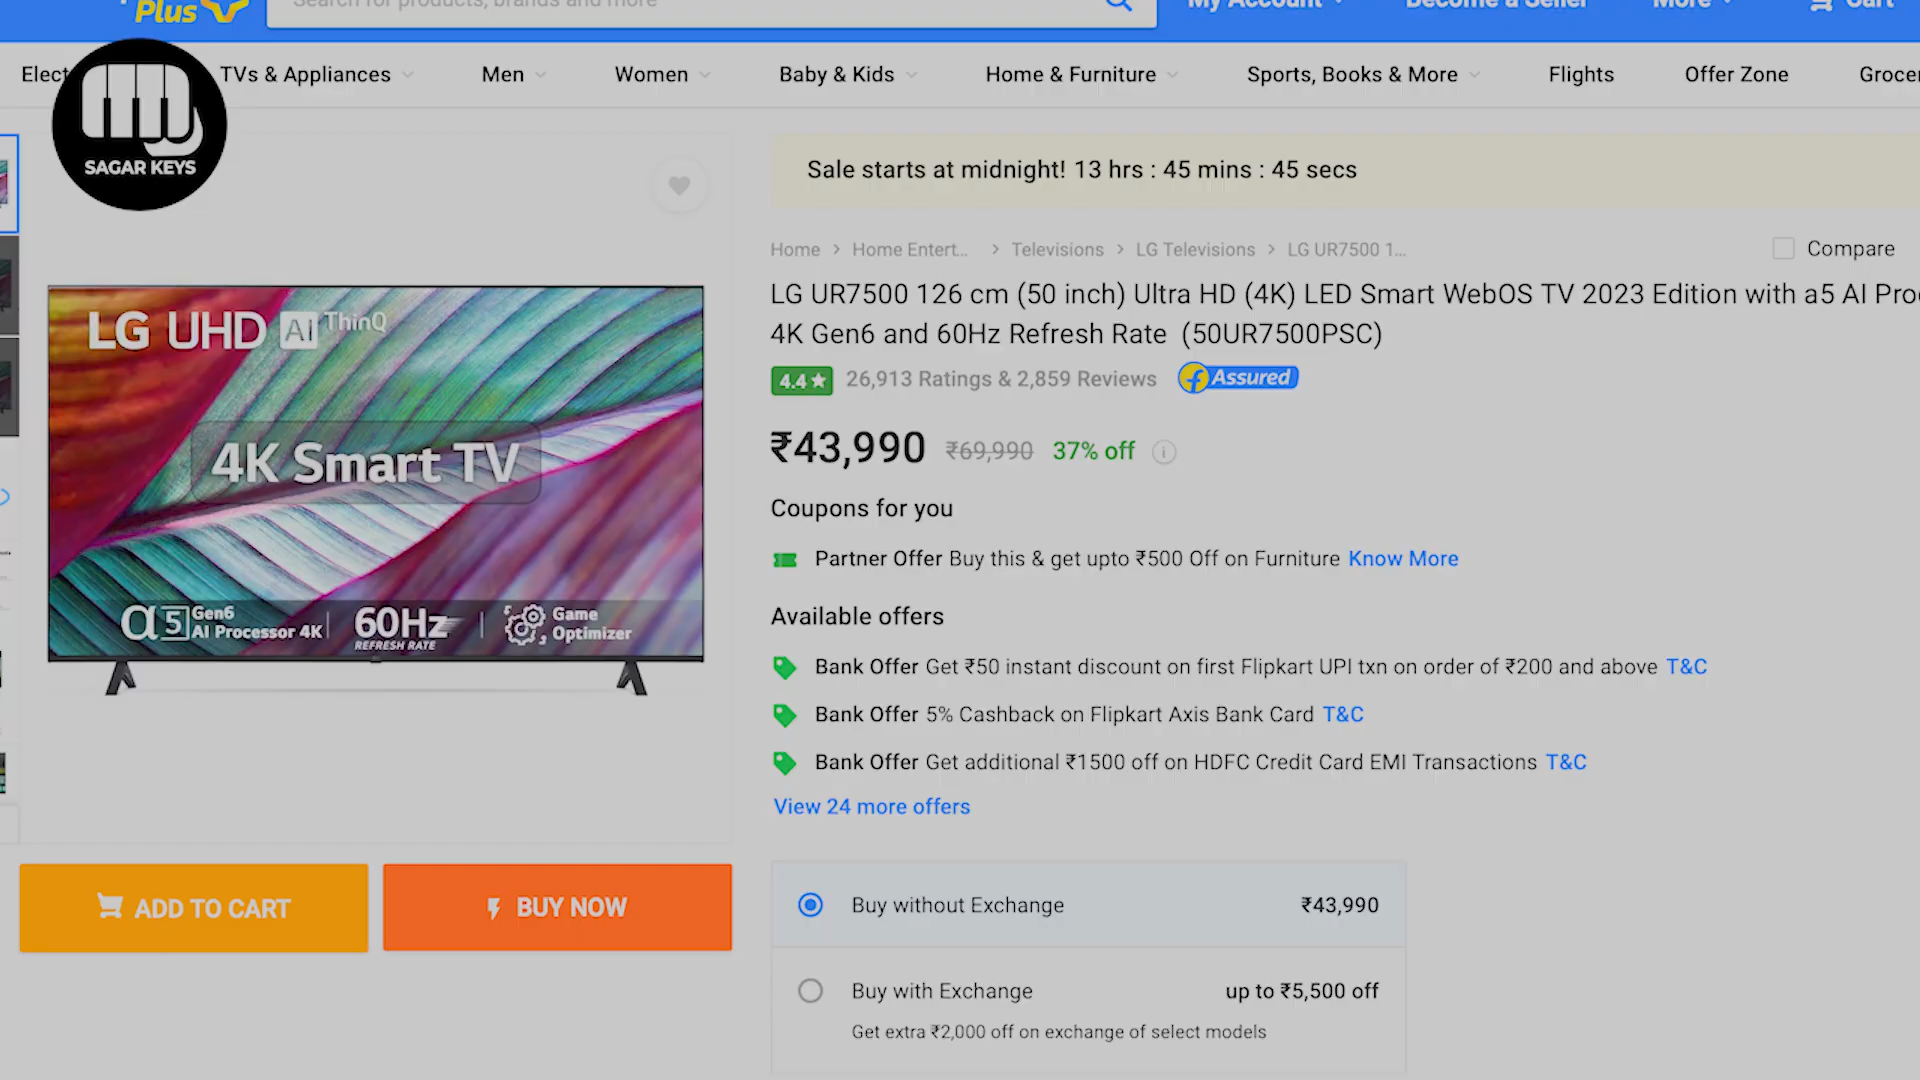 Plus
Search for products, brands and more
My Account
Become a Seller
More
Cart
TVs & Appliances
Men
Women
Baby & Kids
Home & Furniture
Sports, Books & More
Flights
Offer Zone
SAGAR KEYS
Sale starts at midnight! 13 hrs : 45 mins : 45 secs
Home > Home Entert... > Televisions > LG Televisions > LG UR7500 1...
Compare
LG UR7500 126 cm (50 inch) Ultra HD (4K) LED Smart WebOS TV 2023 Edition with a5 AI Pro
4K Gen6 and 60Hz Refresh Rate (50UR7500PSC)
4.4★ 26,913 Ratings & 2,859 Reviews Assured
₹43,990 ₹69,990 37% off
Coupons for you
Partner Offer Buy this & get upto ₹500 Off on Furniture Know More
Available offers
Bank Offer Get ₹50 instant discount on first Flipkart UPI txn on order of ₹200 and above T&C
Bank Offer 5% Cashback on Flipkart Axis Bank Card T&C
Bank Offer Get additional ₹1500 off on HDFC Credit Card EMI Transactions T&C
View 24 more offers
Buy without Exchange ₹43,990
Buy with Exchange up to ₹5,500 off
Get extra ₹2,000 off on exchange of select models
LG UHD AI ThinQ
4K Smart TV
α5 Gen6
AI Processor 4K
60Hz
REFRESH RATE
Game
Optimizer
ADD TO CART
BUY NOW